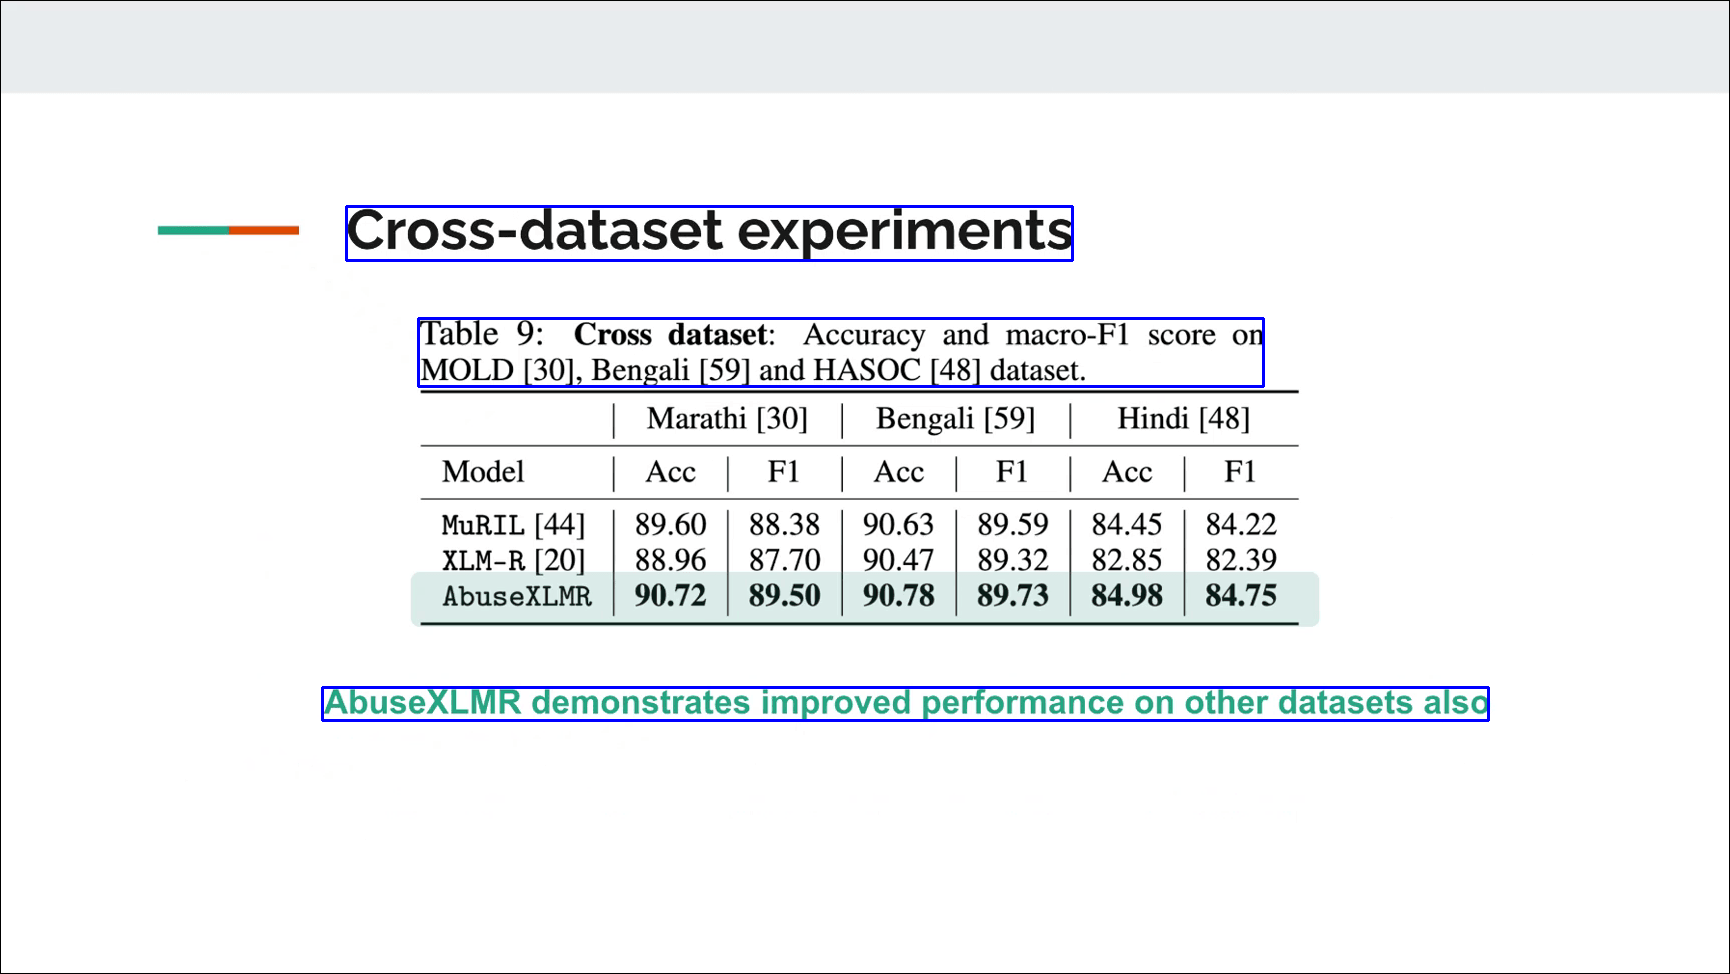 Cross-dataset experiments
Table 9: Cross dataset: Accuracy and macro-F1 score on
MOLD [30], Bengali [59] and HASOC [48] dataset.
Marathi [30] Bengali [59] Hindi [48]
Model Acc F1 Acc F1 Acc F1
MuRIL [44] 89.60 88.38 90.63 89.59 84.45 84.22
XLM-R [20] 88.96 87.70 90.47 89.32 82.85 82.39
AbuseXLMR 90.72 89.50 90.78 89.73 84.98 84.75
AbuseXLMR demonstrates improved performance on other datasets also